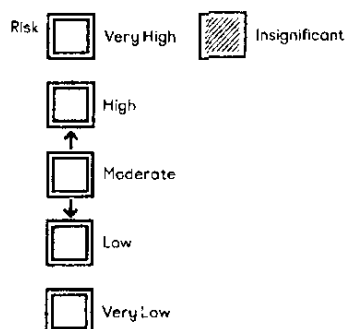 Risk Very High Insignificant
High
Moderate
Low
Very Low